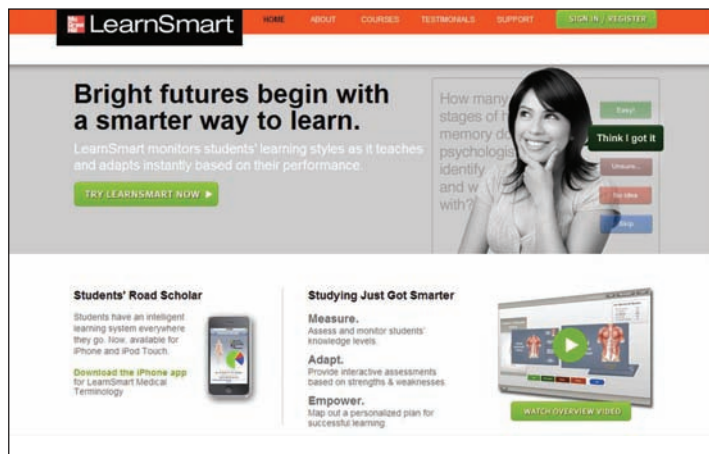 LearnSmart
HOME ABOUT COURSES TESTIMONIALS SUPPORT SIGN IN / REGISTER
Bright futures begin with
a smarter way to learn.
LearnSmart monitors students' learning styles as it teaches
and adapts instantly based on their performance.
TRY LEARNSMART NOW
How many
stages of
memory do
psychologis
identify
and w
with?
Easy!
Think I got it
Unsure...
No idea
Skip
Students' Road Scholar
Students have an intelligent
learning system everywhere
they go. Now, available for
iPhone and iPod Touch.
Download the iPhone app
for LearnSmart Medical
Terminology
Studying Just Got Smarter
Measure.
Assess and monitor students'
knowledge levels.
Adapt.
Provide interactive assessments
based on strengths & weaknesses.
Empower.
Map out a personalized plan for
successful learning.
WATCH OVERVIEW VIDEO